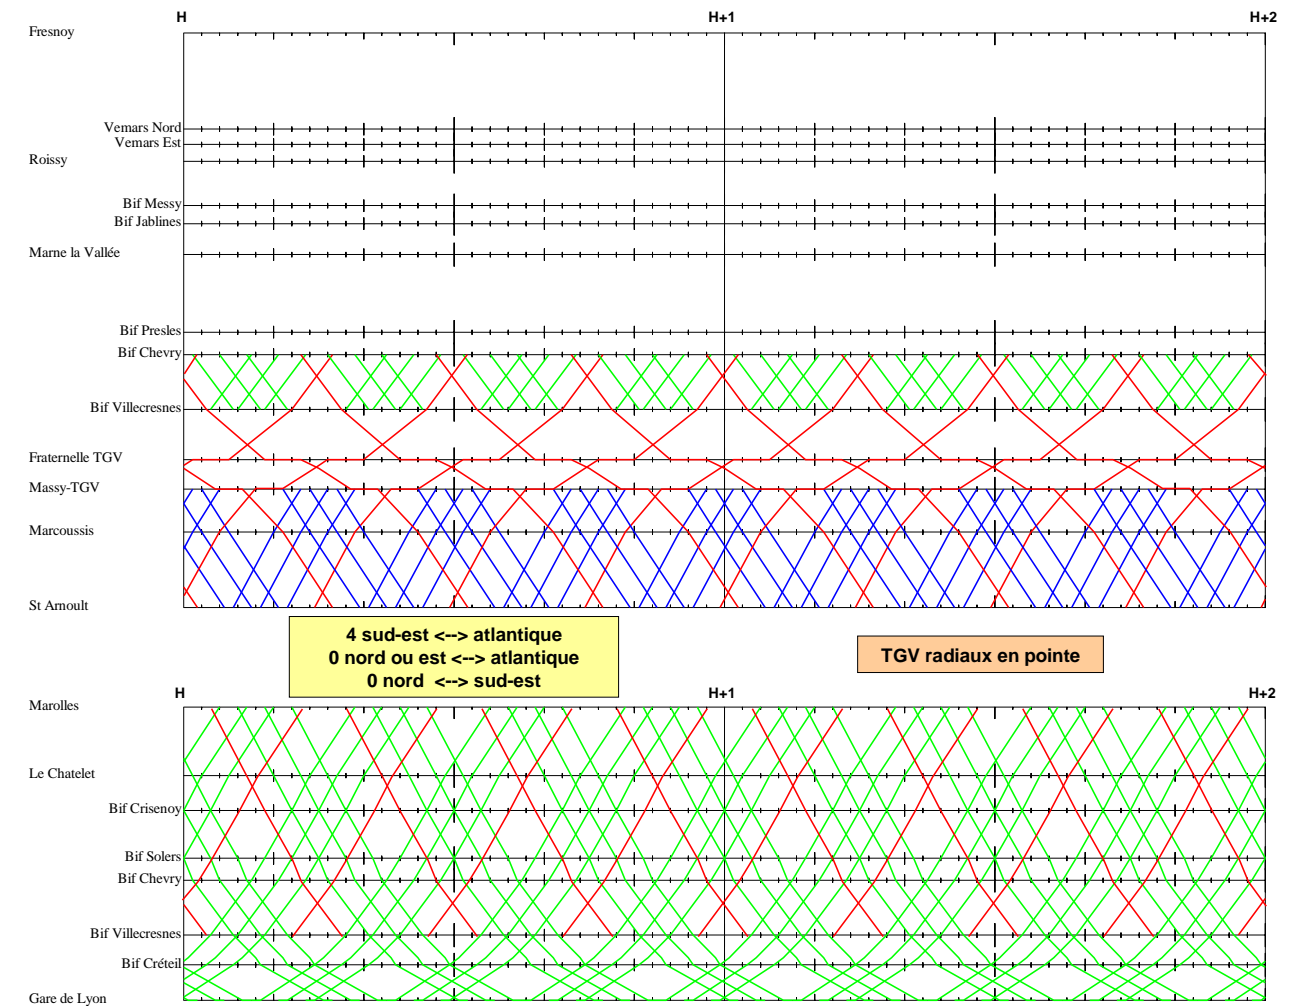 H H+1 H+2
Fresnoy
Vemars Nord
Vemars Est
Roissy
Bif Messy
Bif Jablines
Marne la Vallée
Bif Presles
Bif Chevry
Bif Villecresnes
Fraternelle TGV
Massy-TGV
Marcoussis
St Arnoult
4 sud-est <--> atlantique
0 nord ou est <--> atlantique
0 nord <--> sud-est
TGV radiaux en pointe
H H+1 H+2
Marolles
Le Chatelet
Bif Crisenoy
Bif Solers
Bif Chevry
Bif Villecresnes
Bif Créteil
Gare de Lyon